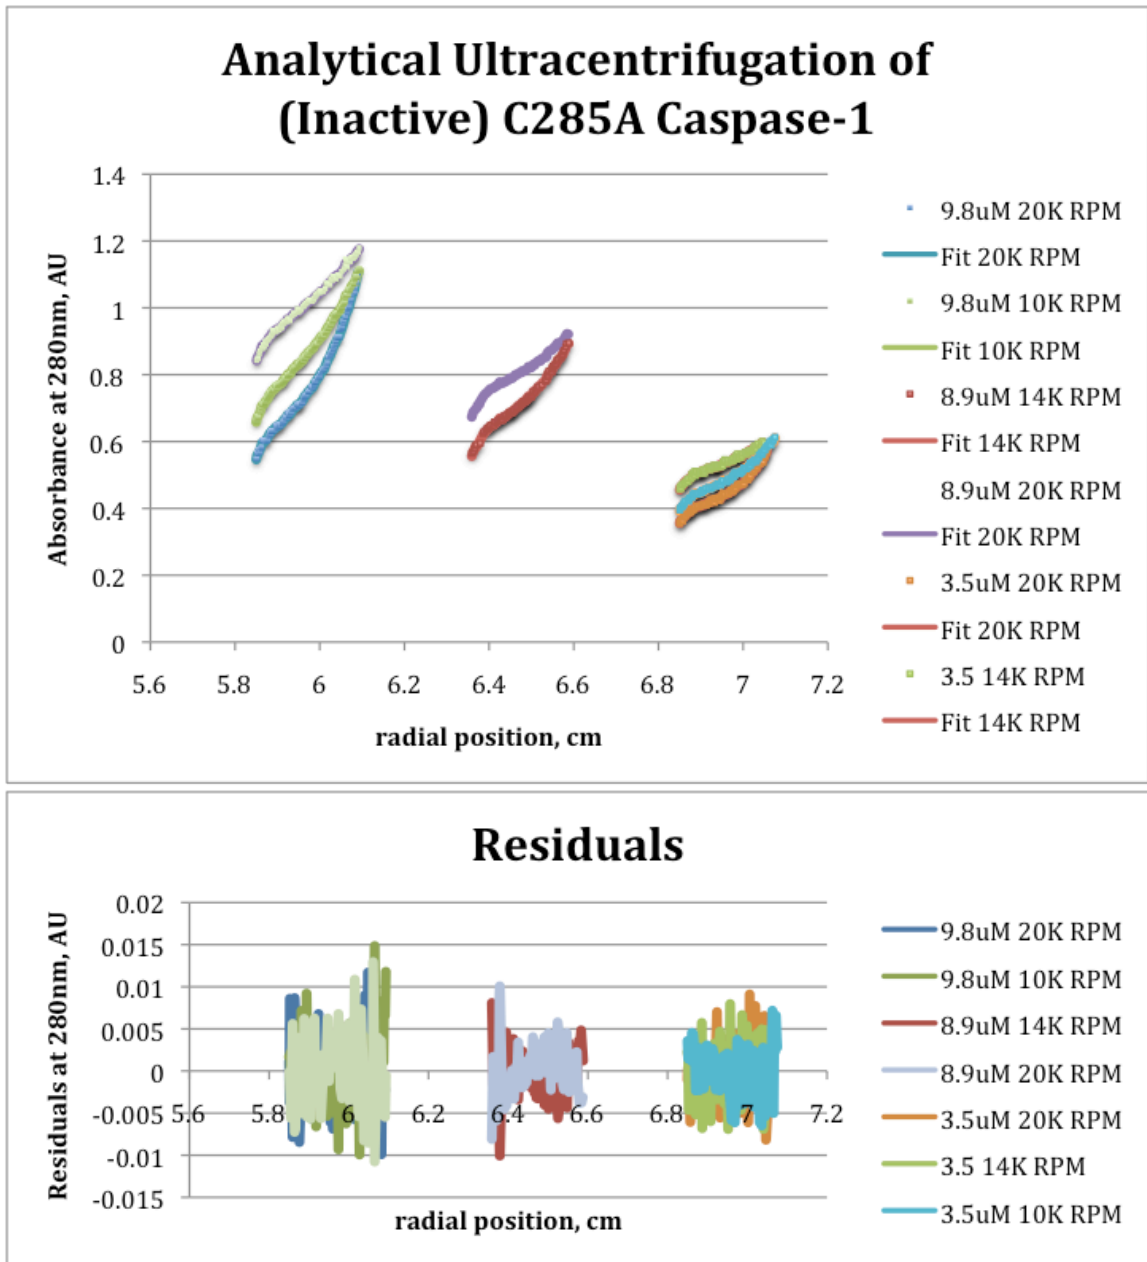 Analytical Ultracentrifugation of
(Inactive) C285A Caspase-1
Absorbance at 280nm, AU
1.4
1.2
1
0.8
0.6
0.4
0.2
0
5.6 5.8 6 6.2 6.4 6.6 6.8 7 7.2
radial position, cm
9.8uM 20K RPM
Fit 20K RPM
9.8uM 10K RPM
Fit 10K RPM
8.9uM 14K RPM
Fit 14K RPM
8.9uM 20K RPM
Fit 20K RPM
3.5uM 20K RPM
Fit 20K RPM
3.5 14K RPM
Fit 14K RPM
Residuals
Residuals at 280nm, AU
0.02
0.015
0.01
0.005
0
-0.005
-0.01
-0.015
5.6 5.8 6 6.2 6.4 6.6 6.8 7 7.2
radial position, cm
9.8uM 20K RPM
9.8uM 10K RPM
8.9uM 14K RPM
8.9uM 20K RPM
3.5uM 20K RPM
3.5 14K RPM
3.5uM 10K RPM